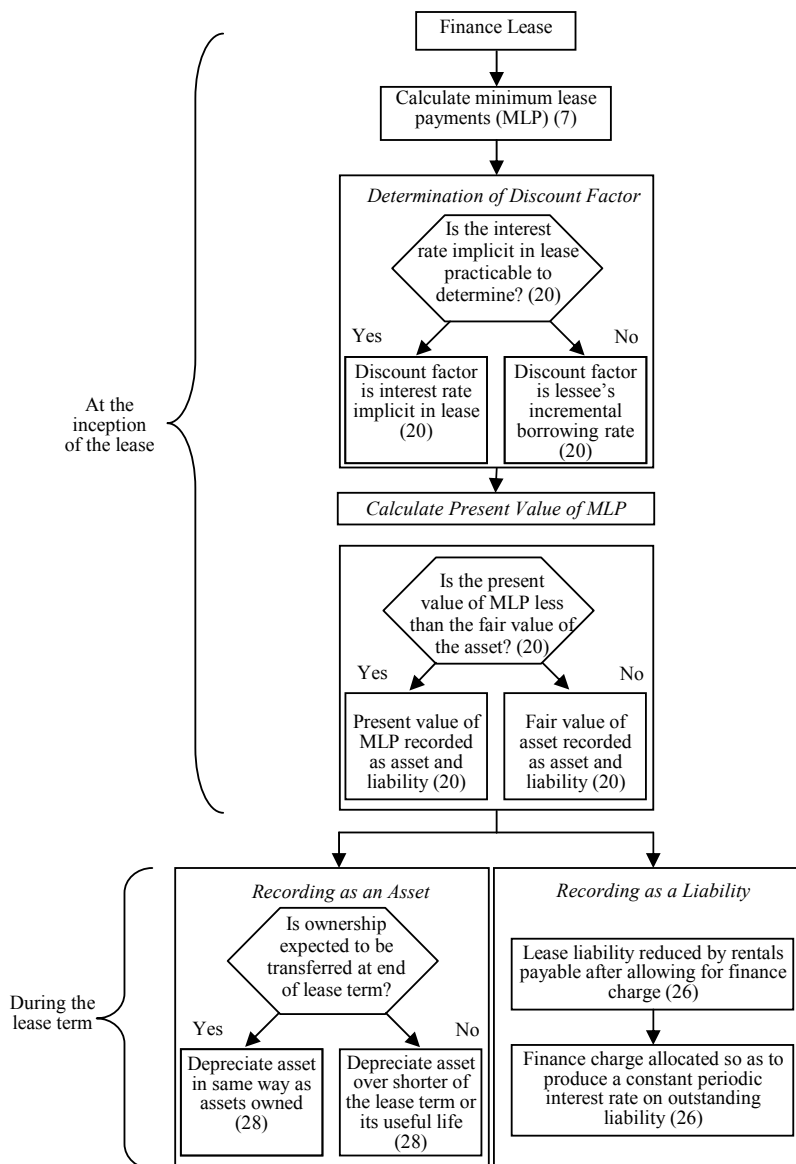 Finance Lease
Calculate minimum lease
payments (MLP) (7)
Determination of Discount Factor
Is the interest
rate implicit in lease
practicable to
determine? (20)
Yes
No
Discount factor
is interest rate
implicit in lease
(20)
Discount factor
is lessee’s
incremental
borrowing rate
(20)
At the
inception
of the lease
Calculate Present Value of MLP
Is the present
value of MLP less
than the fair value of
the asset? (20)
Yes
No
Present value of
MLP recorded
as asset and
liability (20)
Fair value of
asset recorded
as asset and
liability (20)
During the
lease term
Recording as an Asset
Is ownership
expected to be
transferred at end
of lease term?
Yes
No
Depreciate asset
in same way as
assets owned
(28)
Depreciate asset
over shorter of
the lease term or
its useful life
(28)
Recording as a Liability
Lease liability reduced by rentals
payable after allowing for finance
charge (26)
Finance charge allocated so as to
produce a constant periodic
interest rate on outstanding
liability (26)